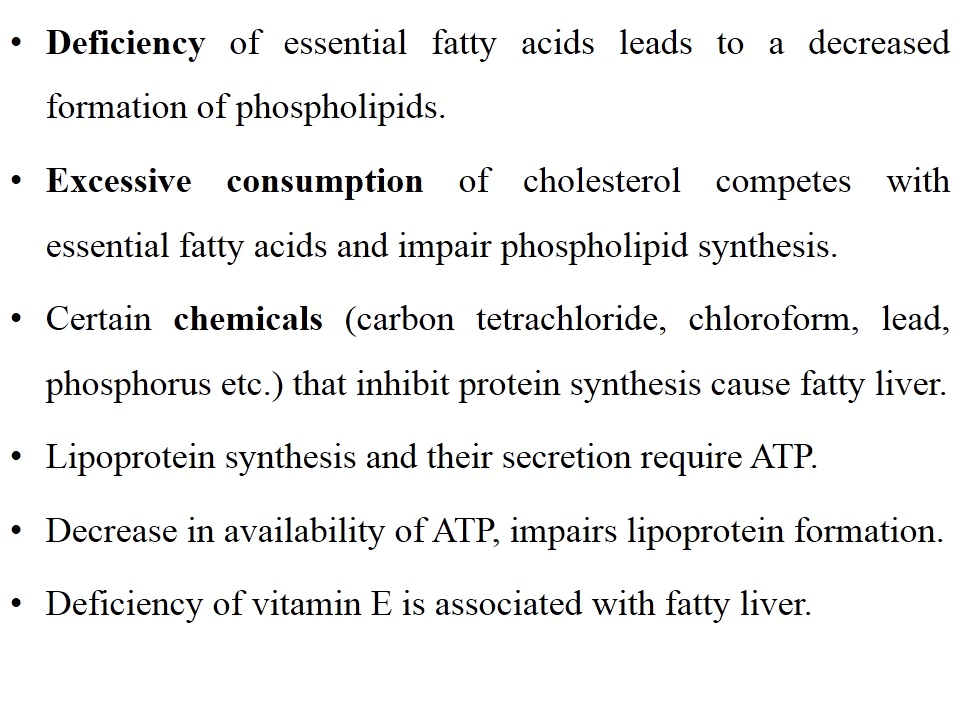 • Deficiency of essential fatty acids leads to a decreased
formation of phospholipids.
• Excessive consumption of cholesterol competes with
essential fatty acids and impair phospholipid synthesis.
• Certain chemicals (carbon tetrachloride, chloroform, lead,
phosphorus etc.) that inhibit protein synthesis cause fatty liver.
• Lipoprotein synthesis and their secretion require ATP.
• Decrease in availability of ATP, impairs lipoprotein formation.
• Deficiency of vitamin E is associated with fatty liver.